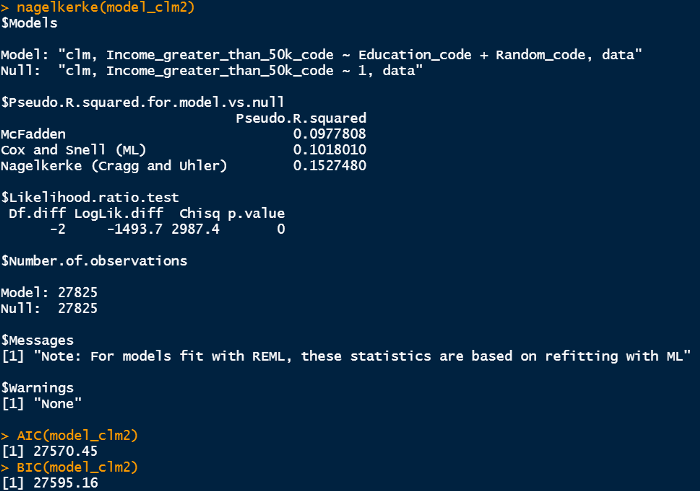 > nagelkerke(model_clm2)
$Models

Model: "clm, Income_greater_than_50k_code ~ Education_code + Random_code, data"
Null:  "clm, Income_greater_than_50k_code ~ 1, data"

$Pseudo.R.squared.for.model.vs.null
                             Pseudo.R.squared
McFadden                            0.0977808
Cox and Snell (ML)                  0.1018010
Nagelkerke (Cragg and Uhler)        0.1527480

$Likelihood.ratio.test
 Df.diff LogLik.diff  Chisq p.value
      -2     -1493.7 2987.4       0

$Number.of.observations

Model: 27825
Null:  27825

$Messages
[1] "Note: For models fit with REML, these statistics are based on refitting with ML"

$Warnings
[1] "None"

> AIC(model_clm2)
[1] 27570.45
> BIC(model_clm2)
[1] 27595.16